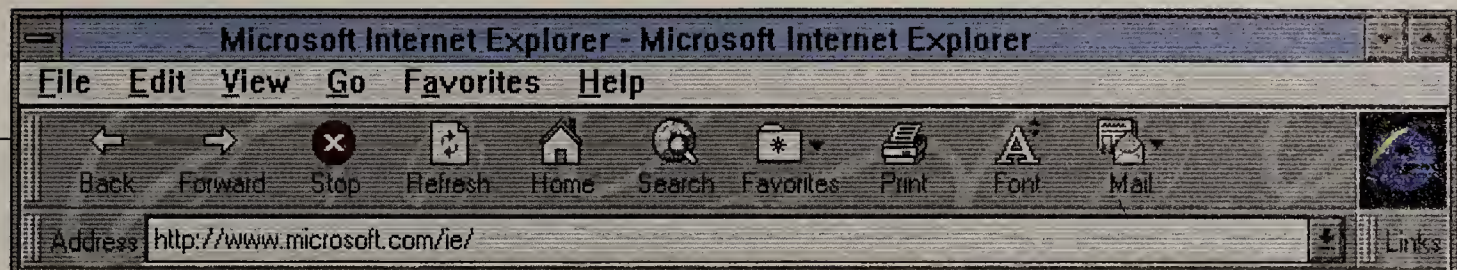 Microsoft Internet Explorer - Microsoft Internet Explorer
File Edit View Go Favorites Help
Back Forward Stop Refresh Home Search Favorites Print Font Mail
Address http://www.microsoft.com/ie/ Links